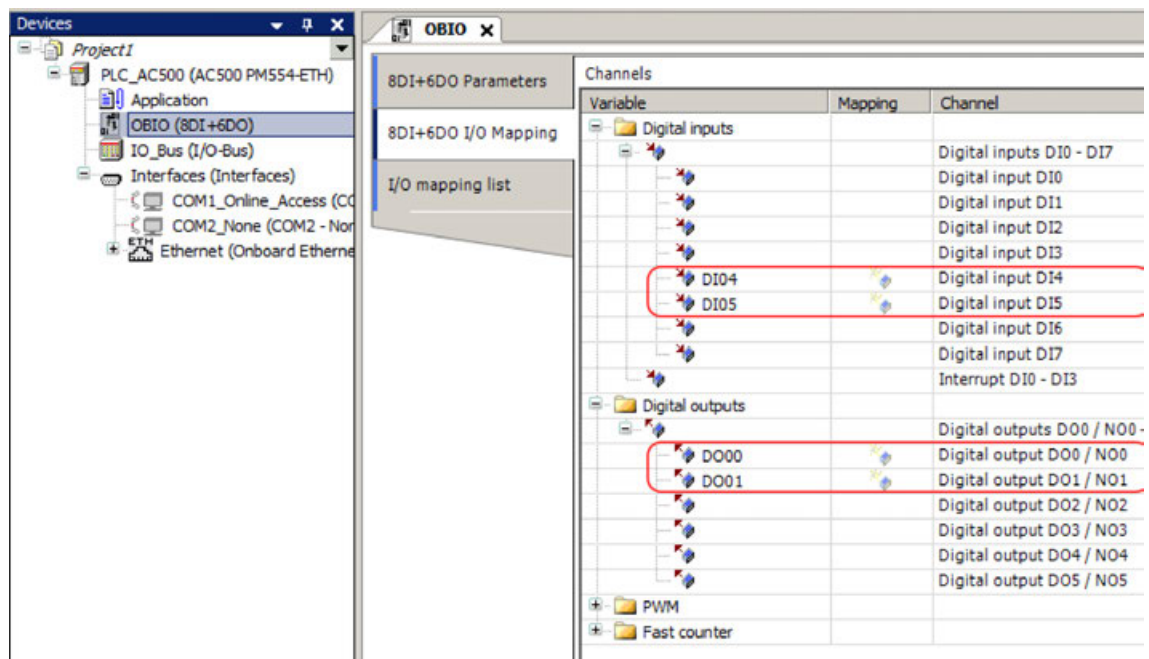 Devices
Project1
PLC_AC500 (AC500 PM554-ETH)
Application
OBIO (8DI+6DO)
IO_Bus (I/O-Bus)
Interfaces (Interfaces)
COM1_Online_Access (CO
COM2_None (COM2 - Nor
ETH
Ethernet (Onboard Etherne
OBIO
8DI+6DO Parameters
8DI+6DO I/O Mapping
I/O mapping list
Channels
Variable Mapping Channel
Digital inputs
Digital inputs DI0 - DI7
Digital input DI0
Digital input DI1
Digital input DI2
Digital input DI3
DI04 Digital input DI4
DI05 Digital input DI5
Digital input DI6
Digital input DI7
Interrupt DI0 - DI3
Digital outputs
Digital outputs DO0 / NO0 -
DO00 Digital output DO0 / NO0
DO01 Digital output DO1 / NO1
Digital output DO2 / NO2
Digital output DO3 / NO3
Digital output DO4 / NO4
Digital output DO5 / NO5
PWM
Fast counter